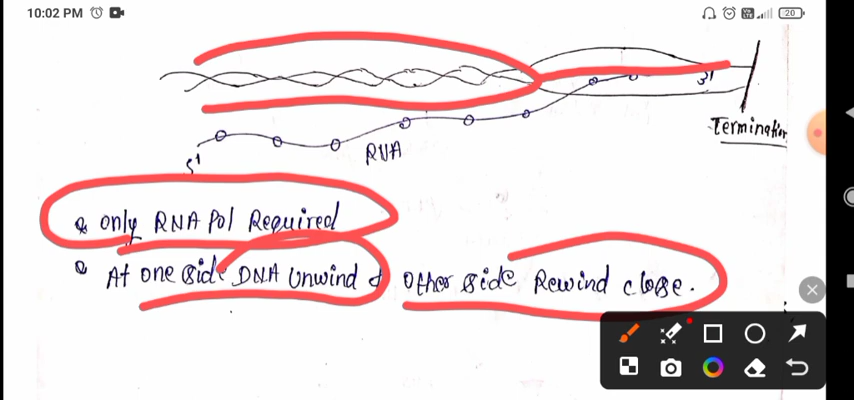 10:02 PM
20
3'
Termination
5'
RNA
only RNA Pol Required
At one side DNA Unwind & Other side Rewind close.